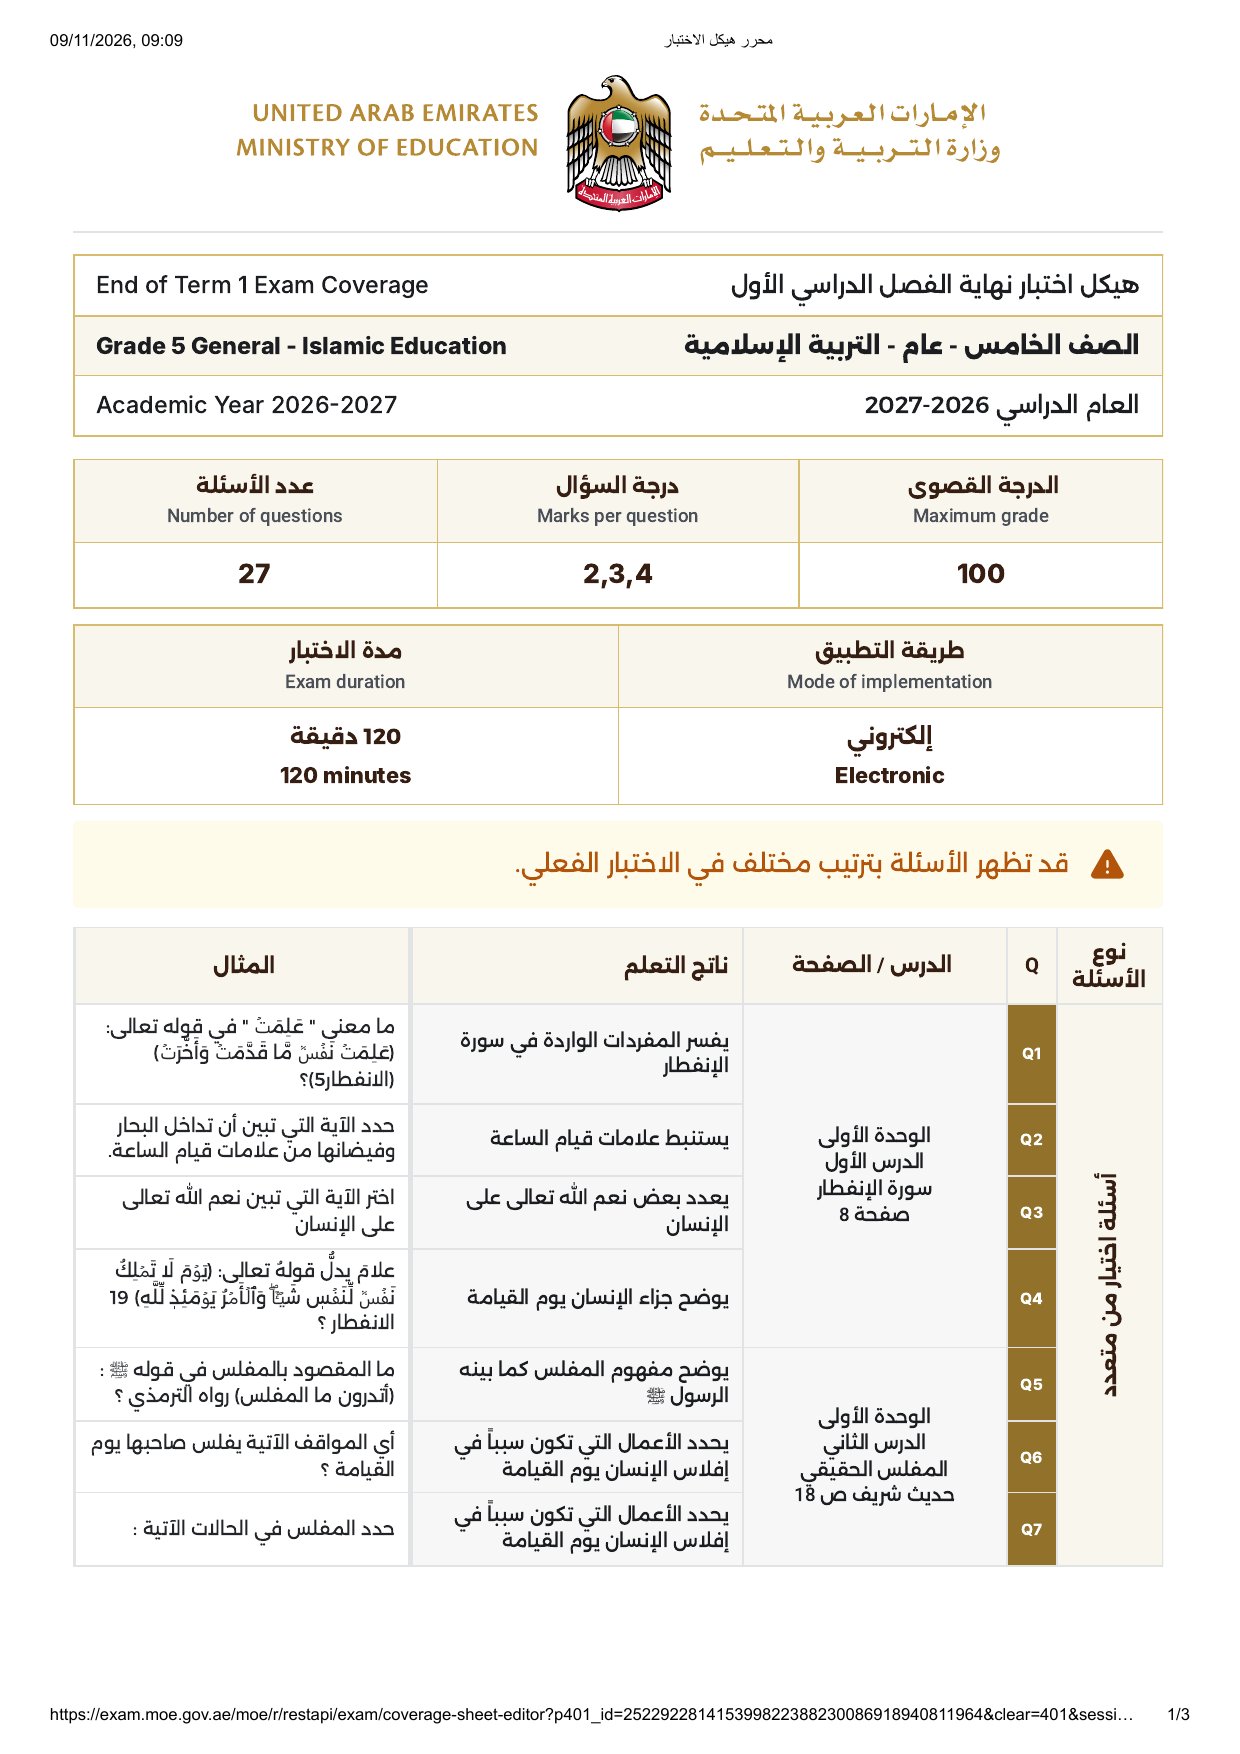 09/11/2026, 09:09
محرر هيكل الاختبار
UNITED ARAB EMIRATES
MINISTRY OF EDUCATION
الإمارات العربية المتحدة
وزارة التربية والتعليم
الإمارات العربية المتحدة
هيكل اختبار نهاية الفصل الدراسي الأول
End of Term 1 Exam Coverage
الصف الخامس - عام - التربية الإسلامية
Grade 5 General - Islamic Education
العام الدراسي 2026-2027
Academic Year 2026-2027
الدرجة القصوى
Maximum grade
100
درجة السؤال
Marks per question
2,3,4
عدد الأسئلة
Number of questions
27
طريقة التطبيق
Mode of implementation
إلكتروني
Electronic
مدة الاختبار
Exam duration
120 دقيقة
120 minutes
قد تظهر الأسئلة بترتيب مختلف في الاختبار الفعلي.
نوع
الأسئلة
Q
الدرس / الصفحة
ناتج التعلم
المثال
أسئلة اختيار من متعدد
الوحدة الأولى
الدرس الأول
سورة الإنفطار
صفحة 8
Q1
يفسر المفردات الواردة في سورة
الإنفطار
ما معنى " عَلِمَتْ " في قوله تعالى:
(عَلِمَتْ نَفْسٌ مَّا قَدَّمَتْ وَأَخَّرَتْ)
(الانفطار5)؟
Q2
يستنبط علامات قيام الساعة
حدد الآية التي تبين أن تداخل البحار
وفيضانها من علامات قيام الساعة.
Q3
يعدد بعض نعم الله تعالى على
الإنسان
اختر الآية التي تبين نعم الله تعالى
على الإنسان
Q4
يوضح جزاء الإنسان يوم القيامة
علامَ يدلُّ قولهُ تعالى: (يَوْمَ لَا تَمْلِكُ
نَفْسٌ لِّنَفْسٍ شَيْـًٔا ۖ وَٱلْأَمْرُ يَوْمَئِذٍ لِّلَّهِ) 19
الانفطار ؟
الوحدة الأولى
الدرس الثاني
المفلس الحقيقي
حديث شريف ص 18
Q5
يوضح مفهوم المفلس كما بينه
الرسول ﷺ
ما المقصود بالمفلس في قوله ﷺ :
(أتدرون ما المفلس) رواه الترمذي ؟
Q6
يحدد الأعمال التي تكون سبباً في
إفلاس الإنسان يوم القيامة
أي المواقف الآتية يفلس صاحبها يوم
القيامة ؟
Q7
يحدد الأعمال التي تكون سبباً في
إفلاس الإنسان يوم القيامة
حدد المفلس في الحالات الآتية :
https://exam.moe.gov.ae/moe/r/restapi/exam/coverage-sheet-editor?p401_id=252292281415399822388230086918940811964&clear=401&sessi…
1/3